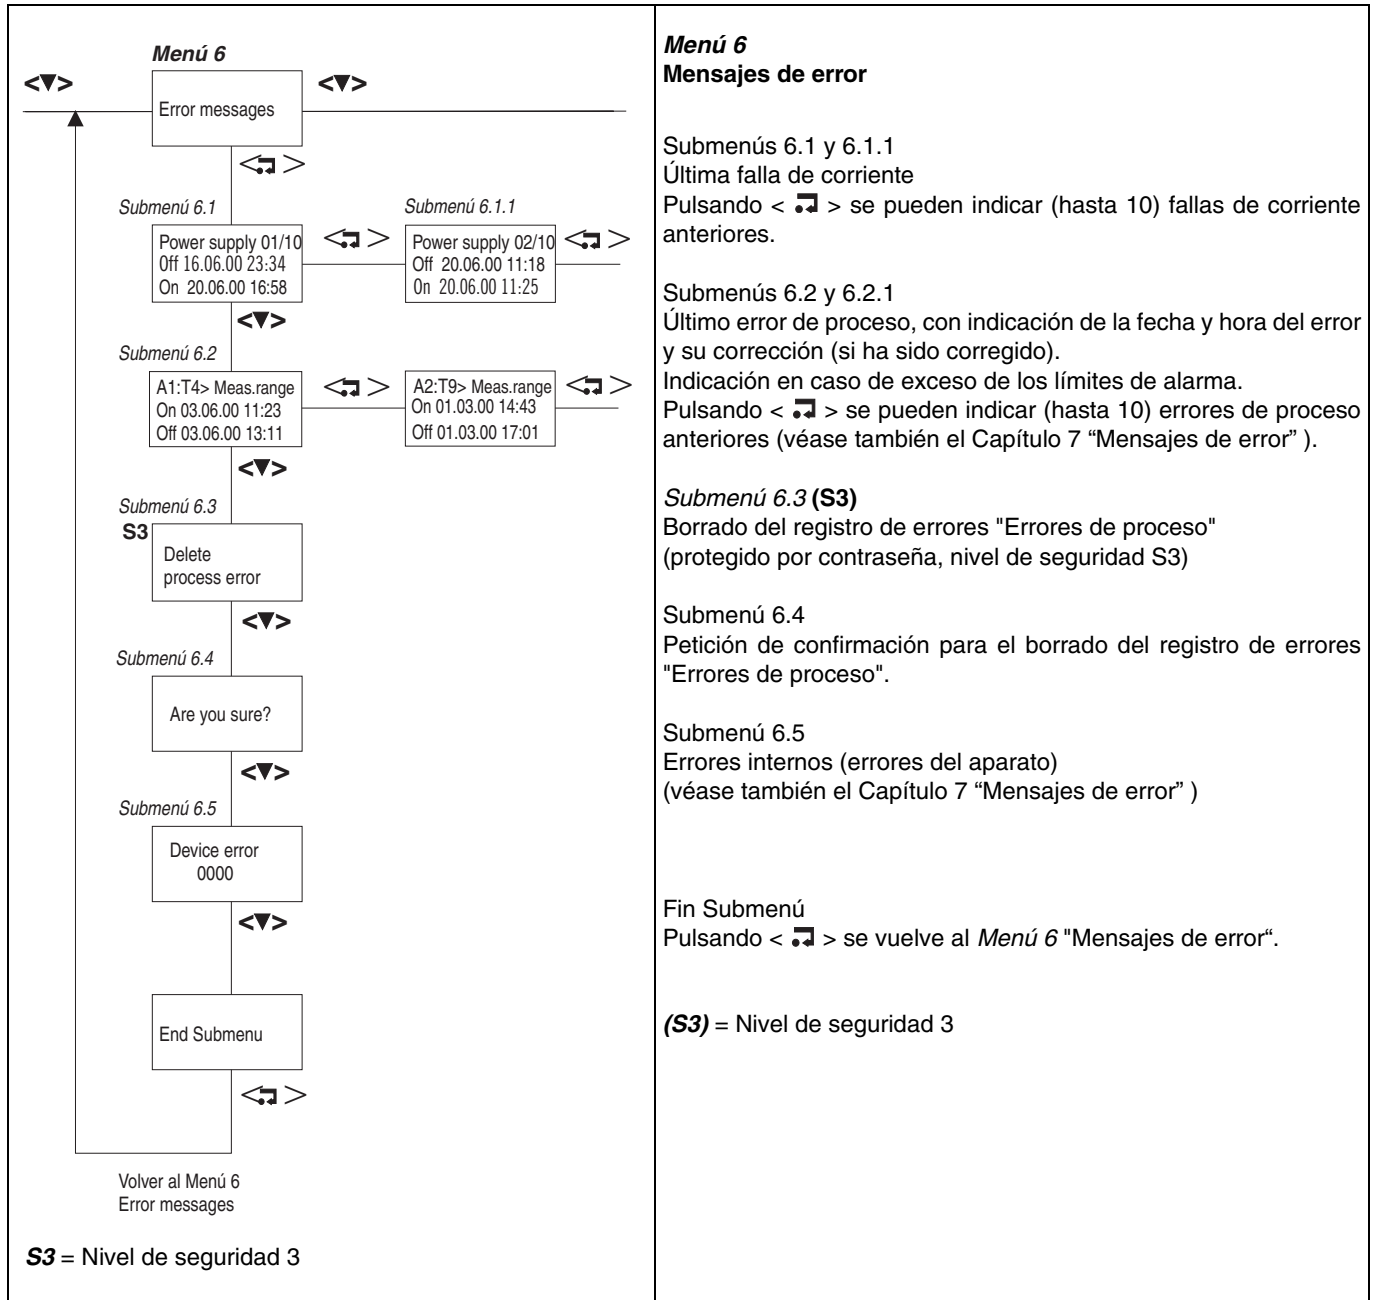 Menú 6
<▼> <▼>
Error messages
< >
Submenú 6.1 Submenú 6.1.1
Power supply 01/10 < > Power supply 02/10 < >
Off 16.06.00 23:34 Off 20.06.00 11:18
On 20.06.00 16:58 On 20.06.00 11:25
<▼>
Submenú 6.2
A1:T4> Meas.range < > A2:T9> Meas.range < >
On 03.06.00 11:23 On 01.03.00 14:43
Off 03.06.00 13:11 Off 01.03.00 17:01
<▼>
Submenú 6.3
S3
Delete
process error
<▼>
Submenú 6.4
Are you sure?
<▼>
Submenú 6.5
Device error
0000
<▼>
End Submenu
< >
Volver al Menú 6
Error messages
S3 = Nivel de seguridad 3
Menú 6
Mensajes de error
Submenús 6.1 y 6.1.1
Última falla de corriente
Pulsando < > se pueden indicar (hasta 10) fallas de corriente
anteriores.
Submenús 6.2 y 6.2.1
Último error de proceso, con indicación de la fecha y hora del error
y su corrección (si ha sido corregido).
Indicación en caso de exceso de los límites de alarma.
Pulsando < > se pueden indicar (hasta 10) errores de proceso
anteriores (véase también el Capítulo 7 “Mensajes de error” ).
Submenú 6.3 (S3)
Borrado del registro de errores "Errores de proceso"
(protegido por contraseña, nivel de seguridad S3)
Submenú 6.4
Petición de confirmación para el borrado del registro de errores
"Errores de proceso".
Submenú 6.5
Errores internos (errores del aparato)
(véase también el Capítulo 7 “Mensajes de error” )
Fin Submenú
Pulsando < > se vuelve al Menú 6 "Mensajes de error“.
(S3) = Nivel de seguridad 3